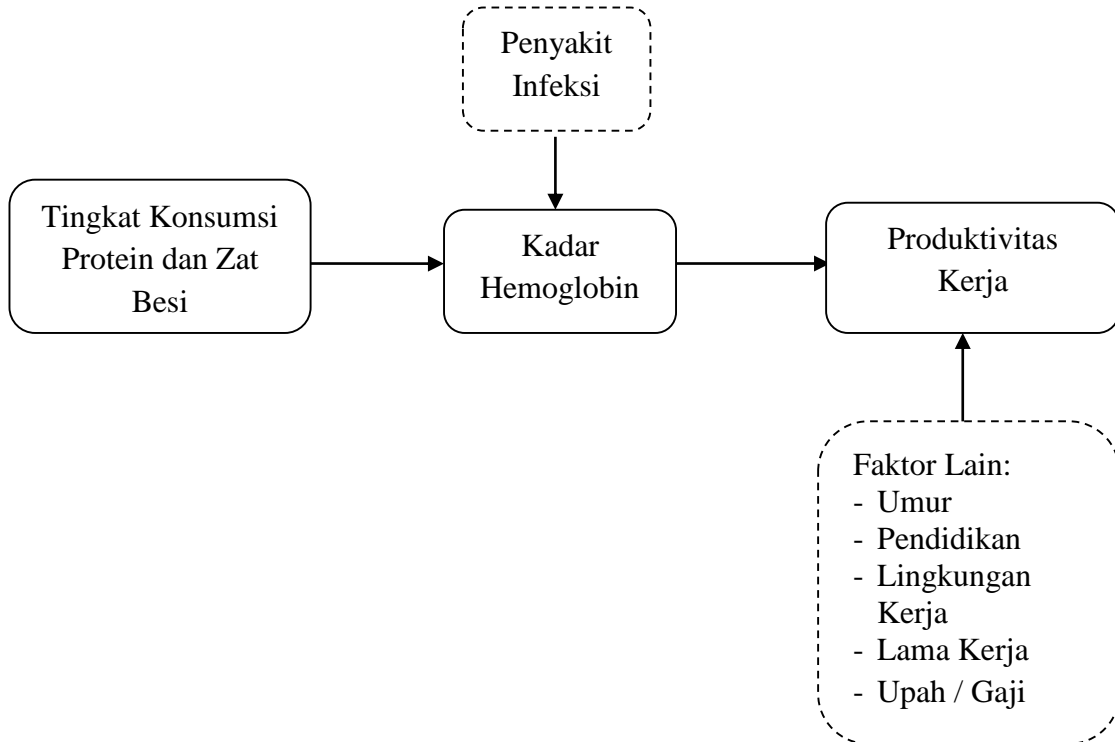 Penyakit
Infeksi
Tingkat Konsumsi
Protein dan Zat
Besi
Kadar
Hemoglobin
Produktivitas
Kerja
Faktor Lain:
- Umur
- Pendidikan
- Lingkungan
Kerja
- Lama Kerja
- Upah / Gaji